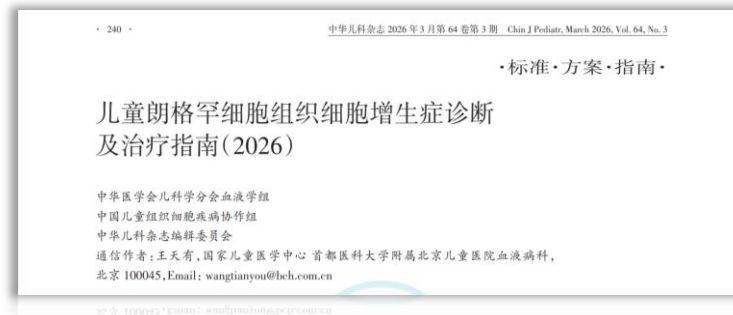 · 240 ·
中华儿科杂志 2026 年 3 月第 64 卷第 3 期 Chin J Pediatr, March 2026, Vol. 64, No. 3
·标准·方案·指南·
儿童朗格罕细胞组织细胞增生症诊断
及治疗指南(2026)
中华医学会儿科学分会血液学组
中国儿童组织细胞疾病协作组
中华儿科杂志编辑委员会
通信作者:王天有,国家儿童医学中心 首都医科大学附属北京儿童医院血液病科,
北京 100045,Email: wangtianyou@bch.com.cn